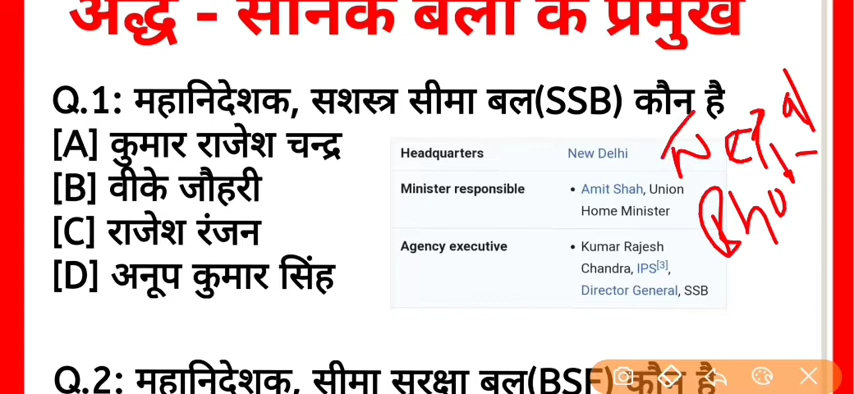 अर्द्ध - सैनिक बलों के प्रमुख
Q.1: महानिदेशक, सशस्त्र सीमा बल(SSB) कौन है
[A] कुमार राजेश चन्द्र
[B] वीके जौहरी
[C] राजेश रंजन
[D] अनूप कुमार सिंह
Headquarters New Delhi
Minister responsible • Amit Shah, Union
Home Minister
Agency executive • Kumar Rajesh
Chandra, IPS[3],
Director General, SSB
Q.2: महानिदेशक, सीमा सुरक्षा बल(BSF) कौन है